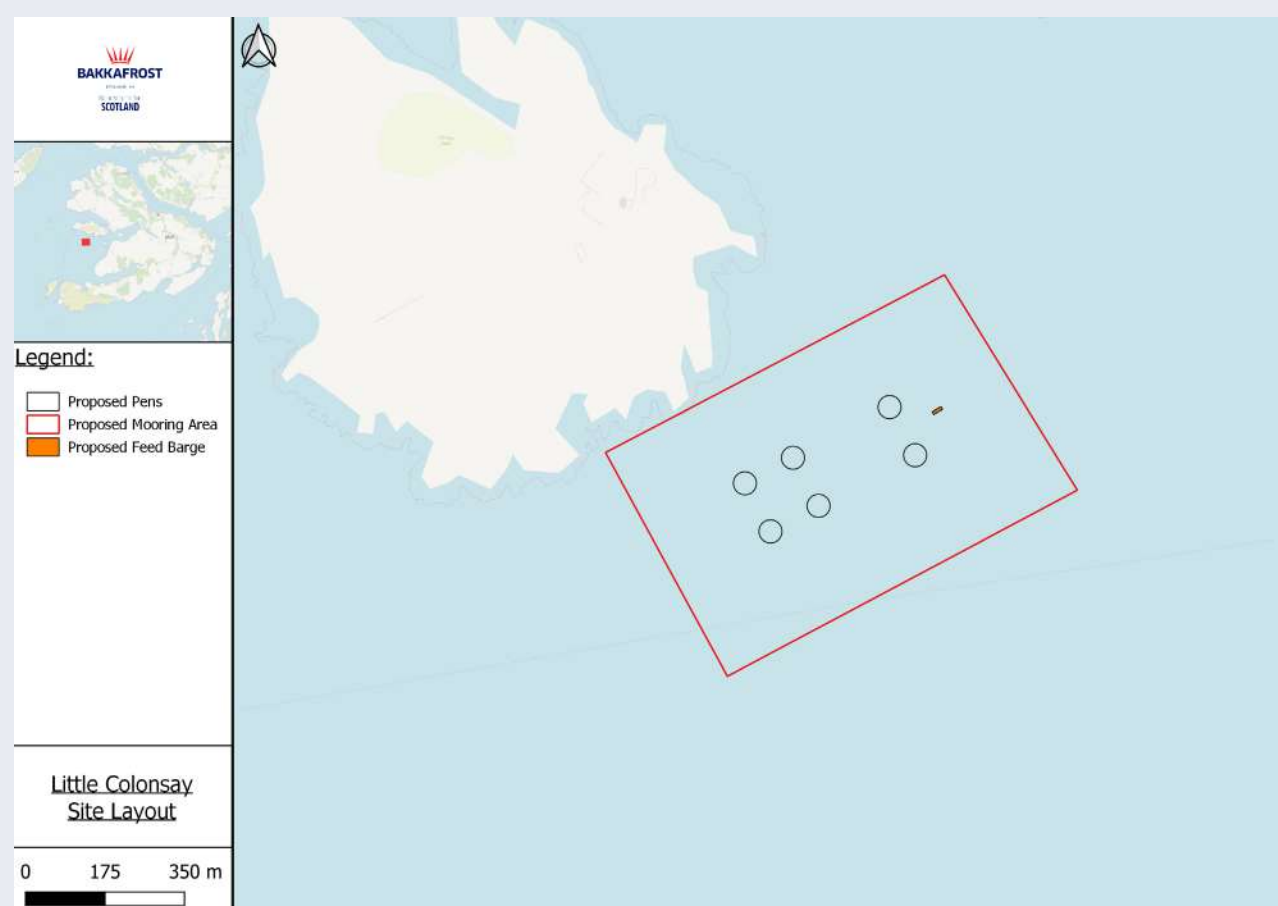 BAKKAFROST
SCOTLAND
Legend:
Proposed Pens
Proposed Mooring Area
Proposed Feed Barge
Little Colonsay
Site Layout
0 175 350 m